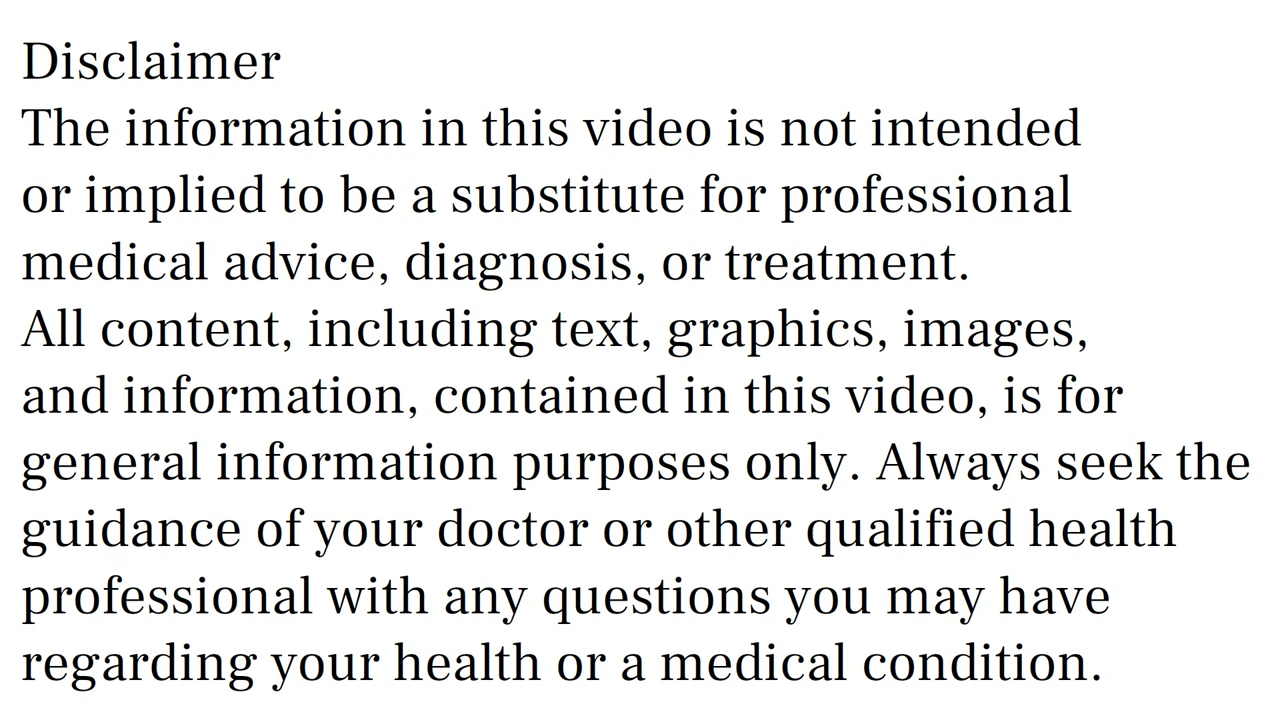 Disclaimer
The information in this video is not intended
or implied to be a substitute for professional
medical advice, diagnosis, or treatment.
All content, including text, graphics, images,
and information, contained in this video, is for
general information purposes only. Always seek the
guidance of your doctor or other qualified health
professional with any questions you may have
regarding your health or a medical condition.